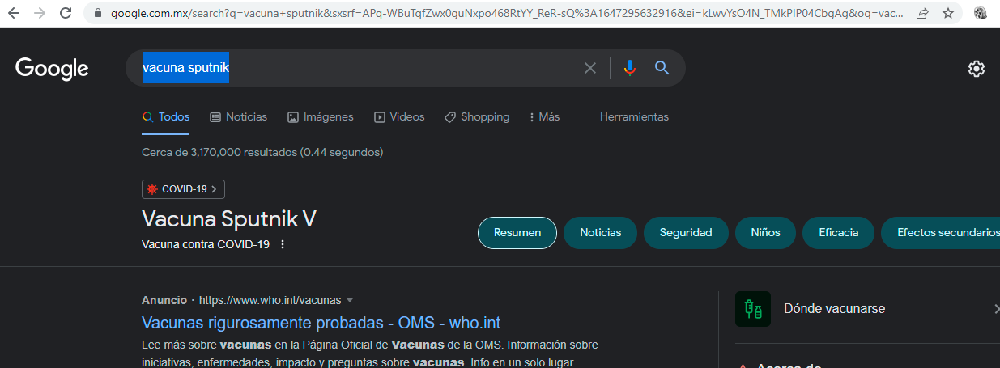 google.com.mx/search?q=vacuna+sputnik&sxsrf=APq-WBuTqfZwx0guNxpo468RtYY_ReR-sQ%3A1647295632916&ei=kLwvYsO4N_TMkPIP04CbgAg&oq=vac...
Google
vacuna sputnik
Todos Noticias Imágenes Videos Shopping Más Herramientas
Cerca de 3,170,000 resultados (0.44 segundos)
COVID-19
Vacuna Sputnik V
Vacuna contra COVID-19
Resumen Noticias Seguridad Niños Eficacia Efectos secundarios
Anuncio · https://www.who.int/vacunas
Vacunas rigurosamente probadas - OMS - who.int
Lee más sobre vacunas en la Página Oficial de Vacunas de la OMS. Información sobre
iniciativas, enfermedades, impacto y preguntas sobre vacunas. Info en un solo lugar.
Dónde vacunarse
Acerca de